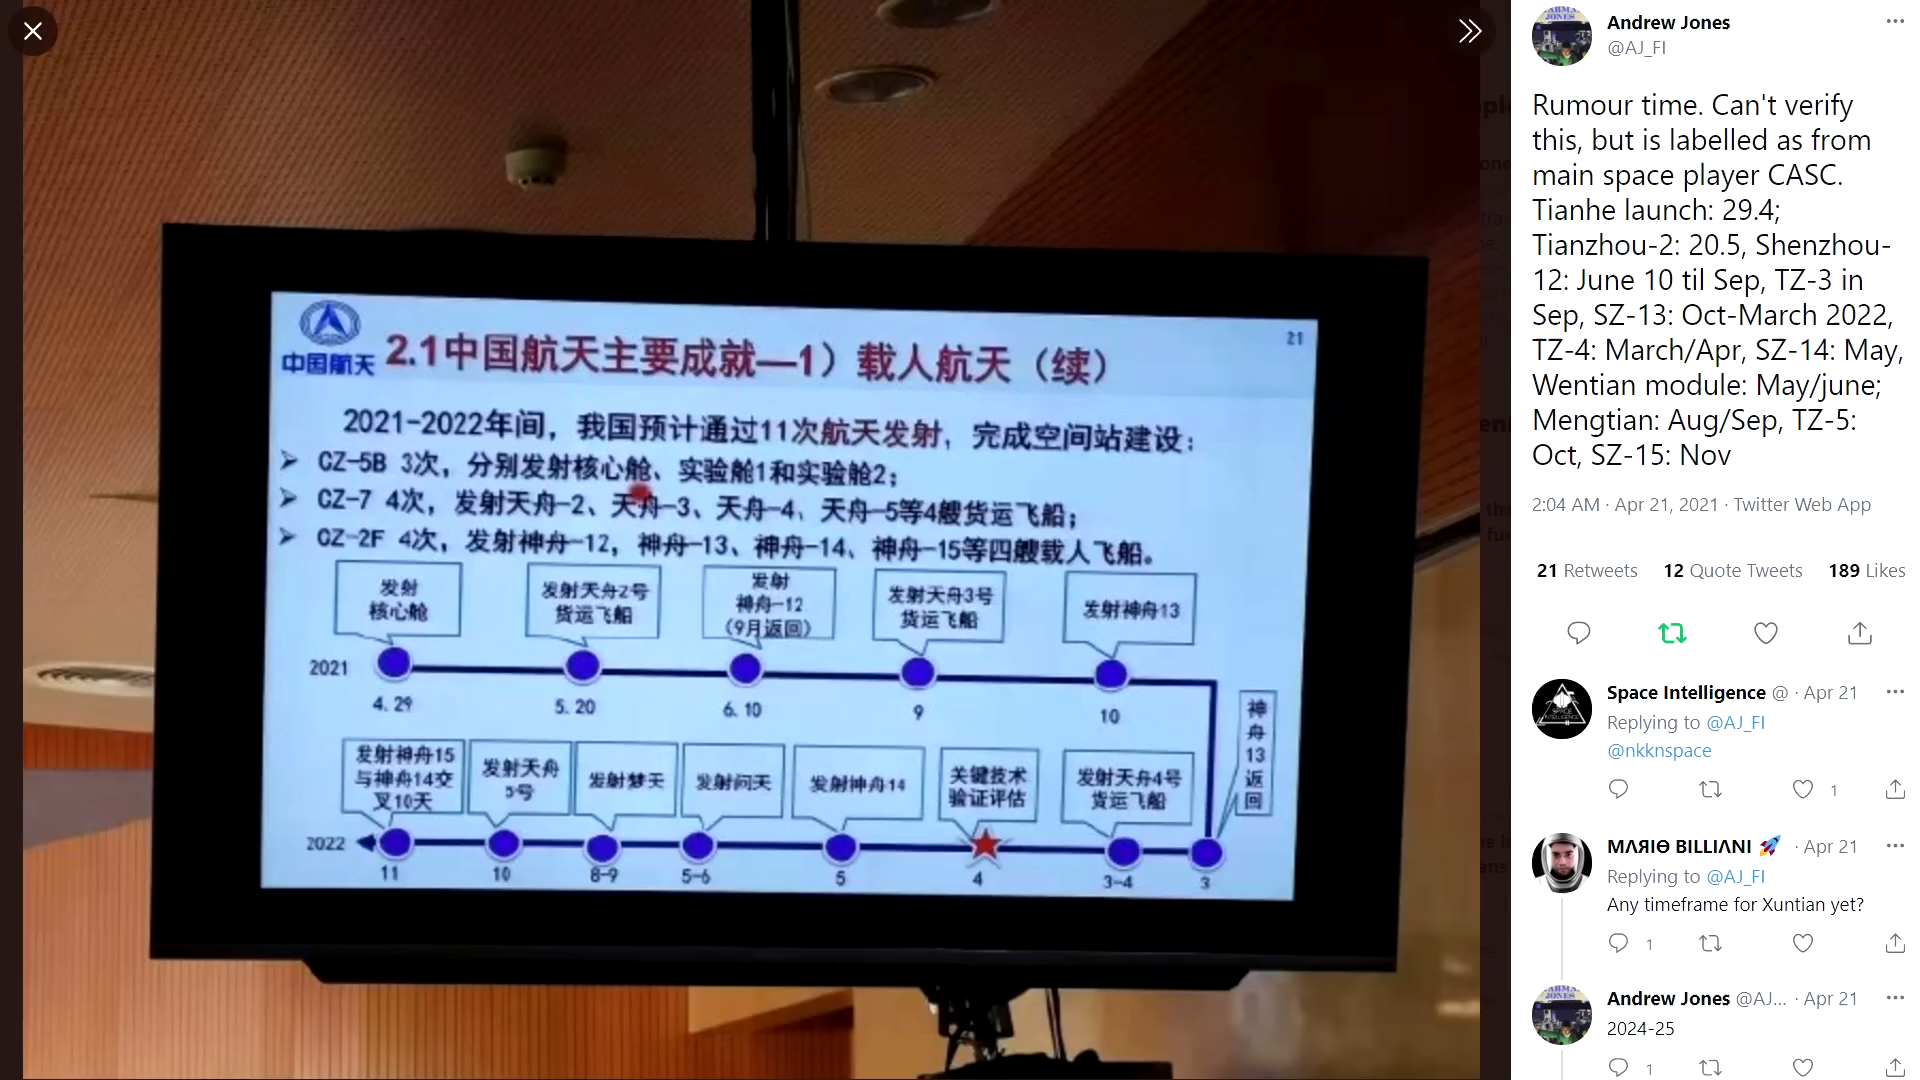 中国航天
2.1中国航天主要成就—1）载人航天（续）
21
2021-2022年间，我国预计通过11次航天发射，完成空间站建设：
➢ CZ-5B 3次，分别发射核心舱、实验舱1和实验舱2；
➢ CZ-7 4次，发射天舟-2、天舟-3、天舟-4、天舟-5等4艘货运飞船；
➢ CZ-2F 4次，发射神舟-12，神舟-13、神舟-14、神舟-15等四艘载人飞船。
发射
核心舱
发射天舟2号
货运飞船
发射
神舟-12
（9月返回）
发射天舟3号
货运飞船
发射神舟13
2021
4.29
5.20
6.10
9
10
神舟13返回
发射神舟15
与神舟14交
叉10天
发射天舟
5号
发射梦天
发射问天
发射神舟14
关键技术
验证评估
发射天舟4号
货运飞船
2022
11
10
8-9
5-6
5
4
3-4
3
Andrew Jones
@AJ_FI
Rumour time. Can't verify
this, but is labelled as from
main space player CASC.
Tianhe launch: 29.4;
Tianzhou-2: 20.5, Shenzhou-
12: June 10 til Sep, TZ-3 in
Sep, SZ-13: Oct-March 2022,
TZ-4: March/Apr, SZ-14: May,
Wentian module: May/june;
Mengtian: Aug/Sep, TZ-5:
Oct, SZ-15: Nov
2:04 AM · Apr 21, 2021 · Twitter Web App
21 Retweets 12 Quote Tweets 189 Likes
Space Intelligence @ · Apr 21
Replying to @AJ_FI
@nkknspace
1
MΛЯIΘ BILLIΛNI 🚀 · Apr 21
Replying to @AJ_FI
Any timeframe for Xuntian yet?
1
Andrew Jones @AJ... · Apr 21
2024-25
1